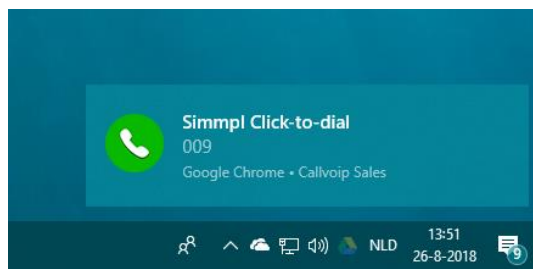 Simmpl Click-to-dial
009
Google Chrome • Callvoip Sales
NLD
13:51
26-8-2018
9